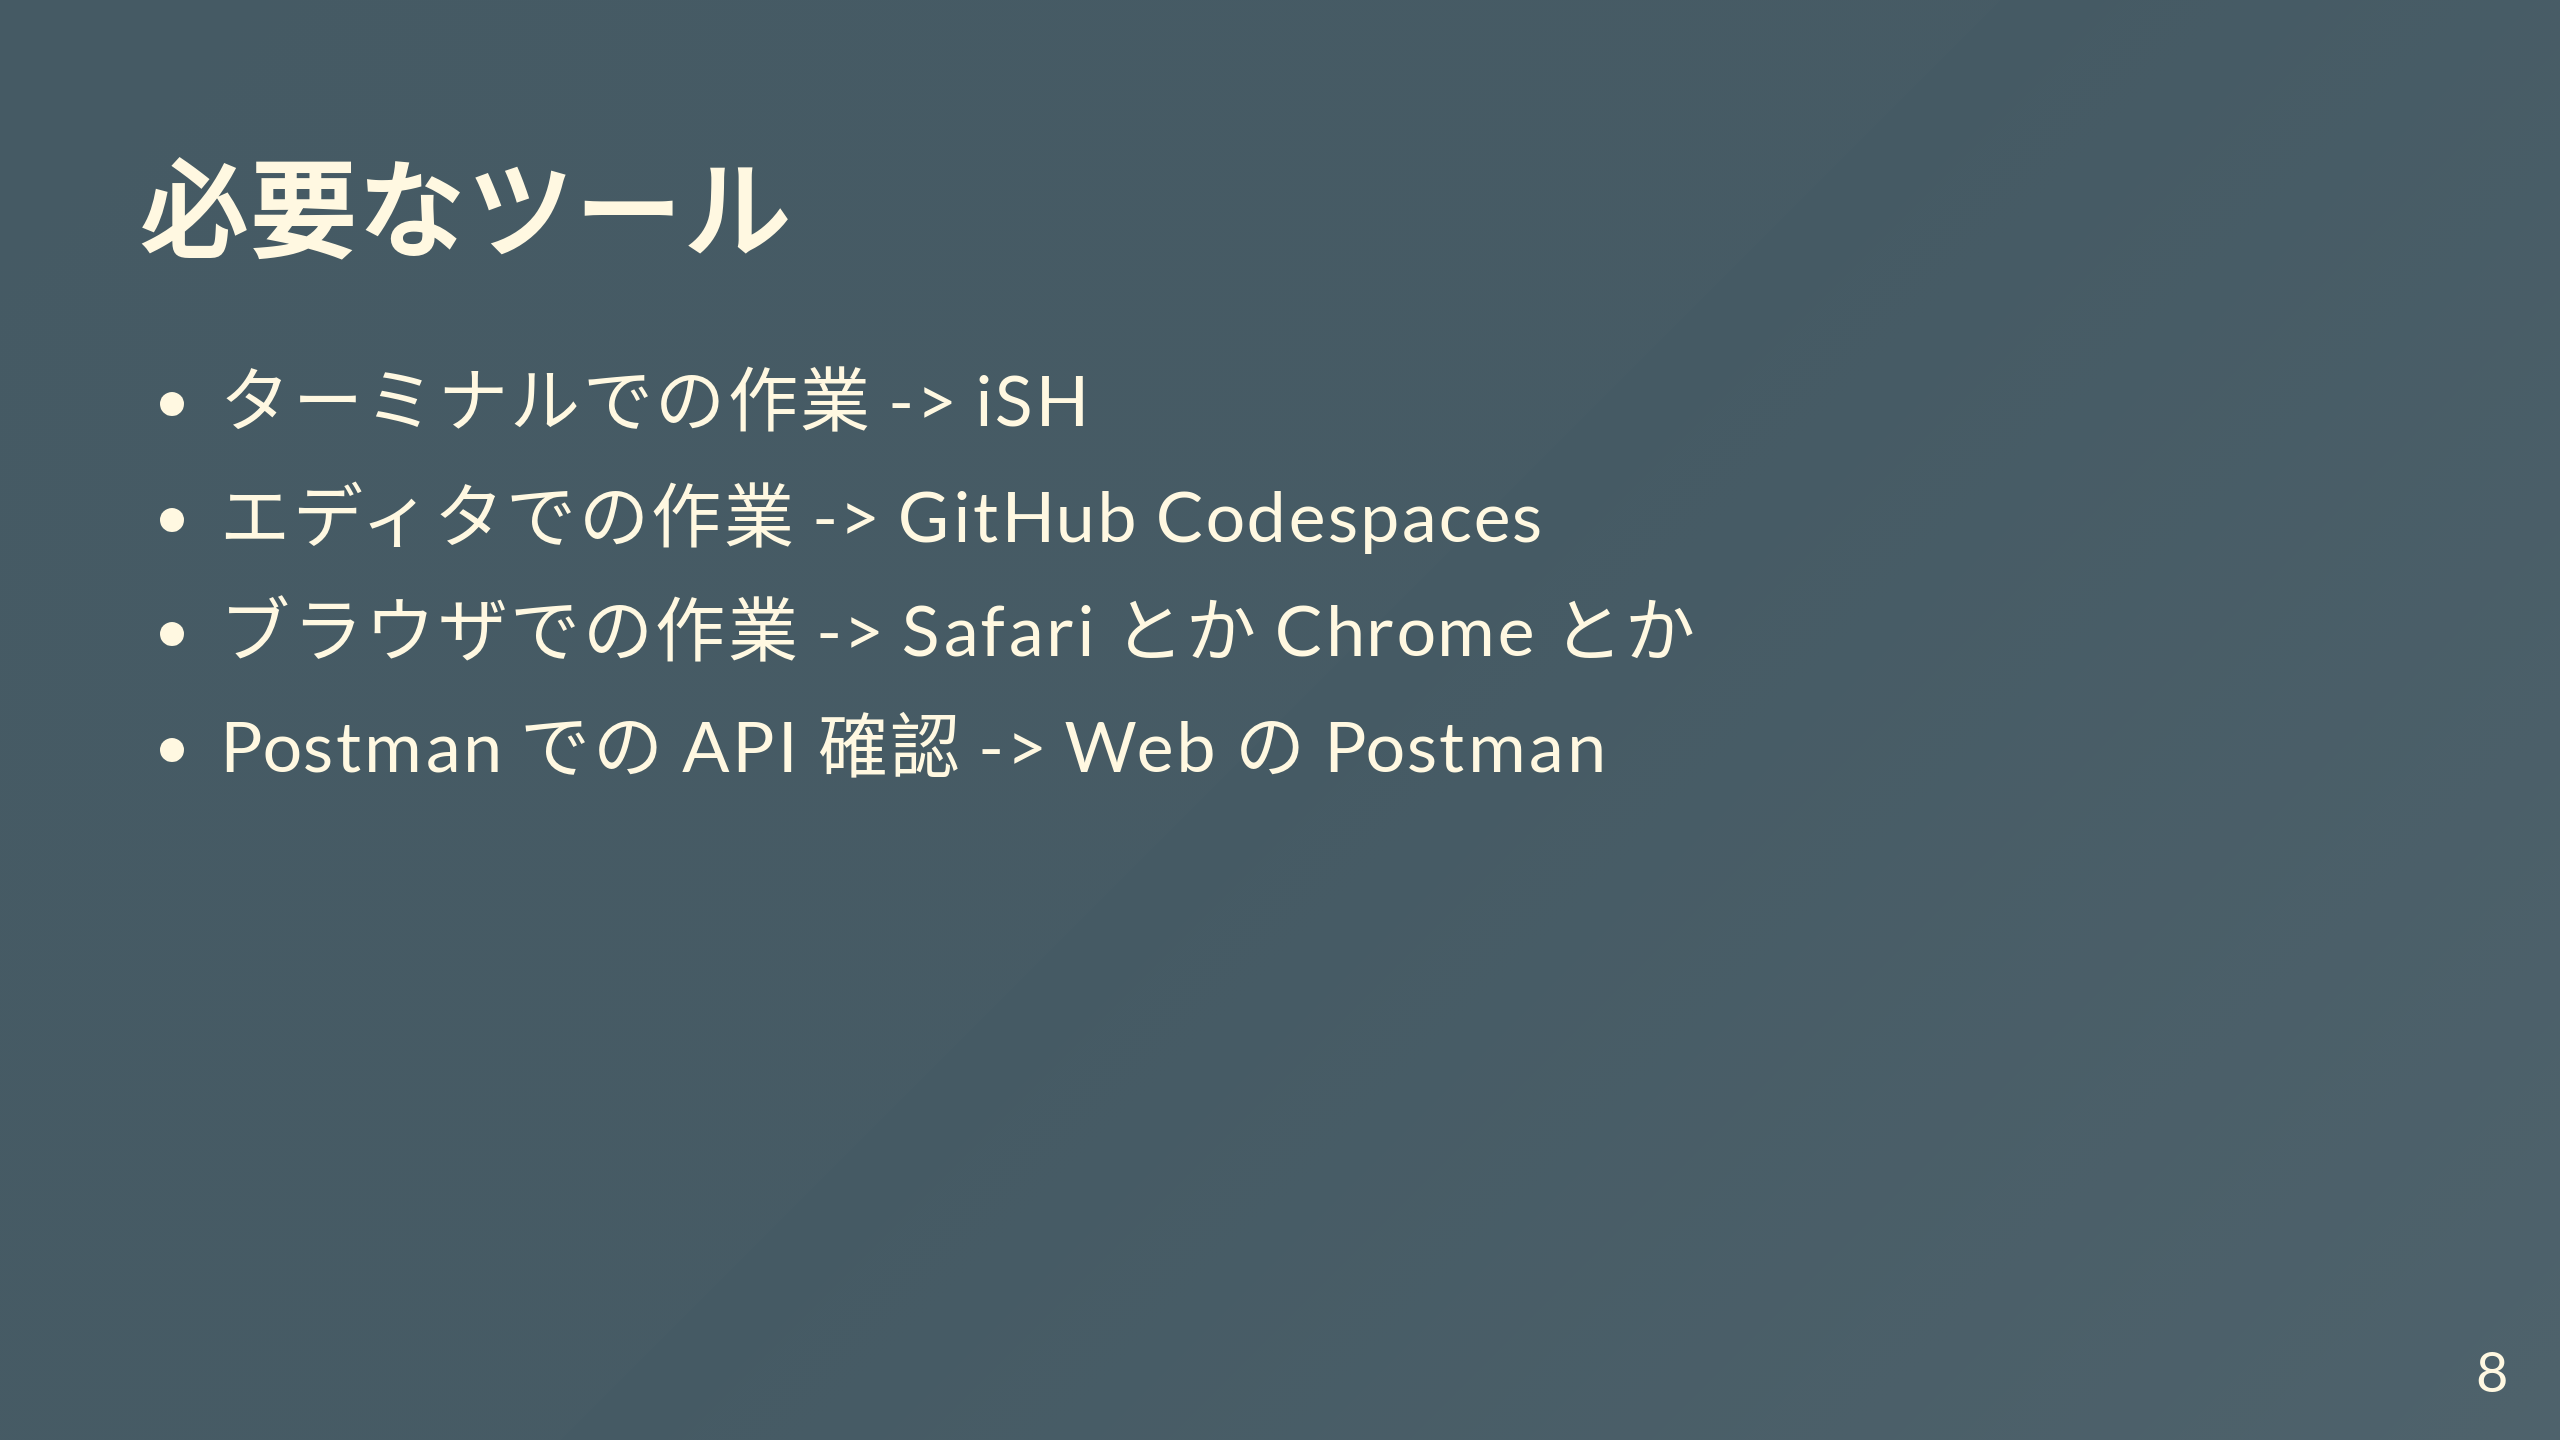 必要なツール
• ターミナルでの作業 -> iSH
• エディタでの作業 -> GitHub Codespaces
• ブラウザでの作業 -> Safari とか Chrome とか
• Postman での API 確認 -> Web の Postman
8